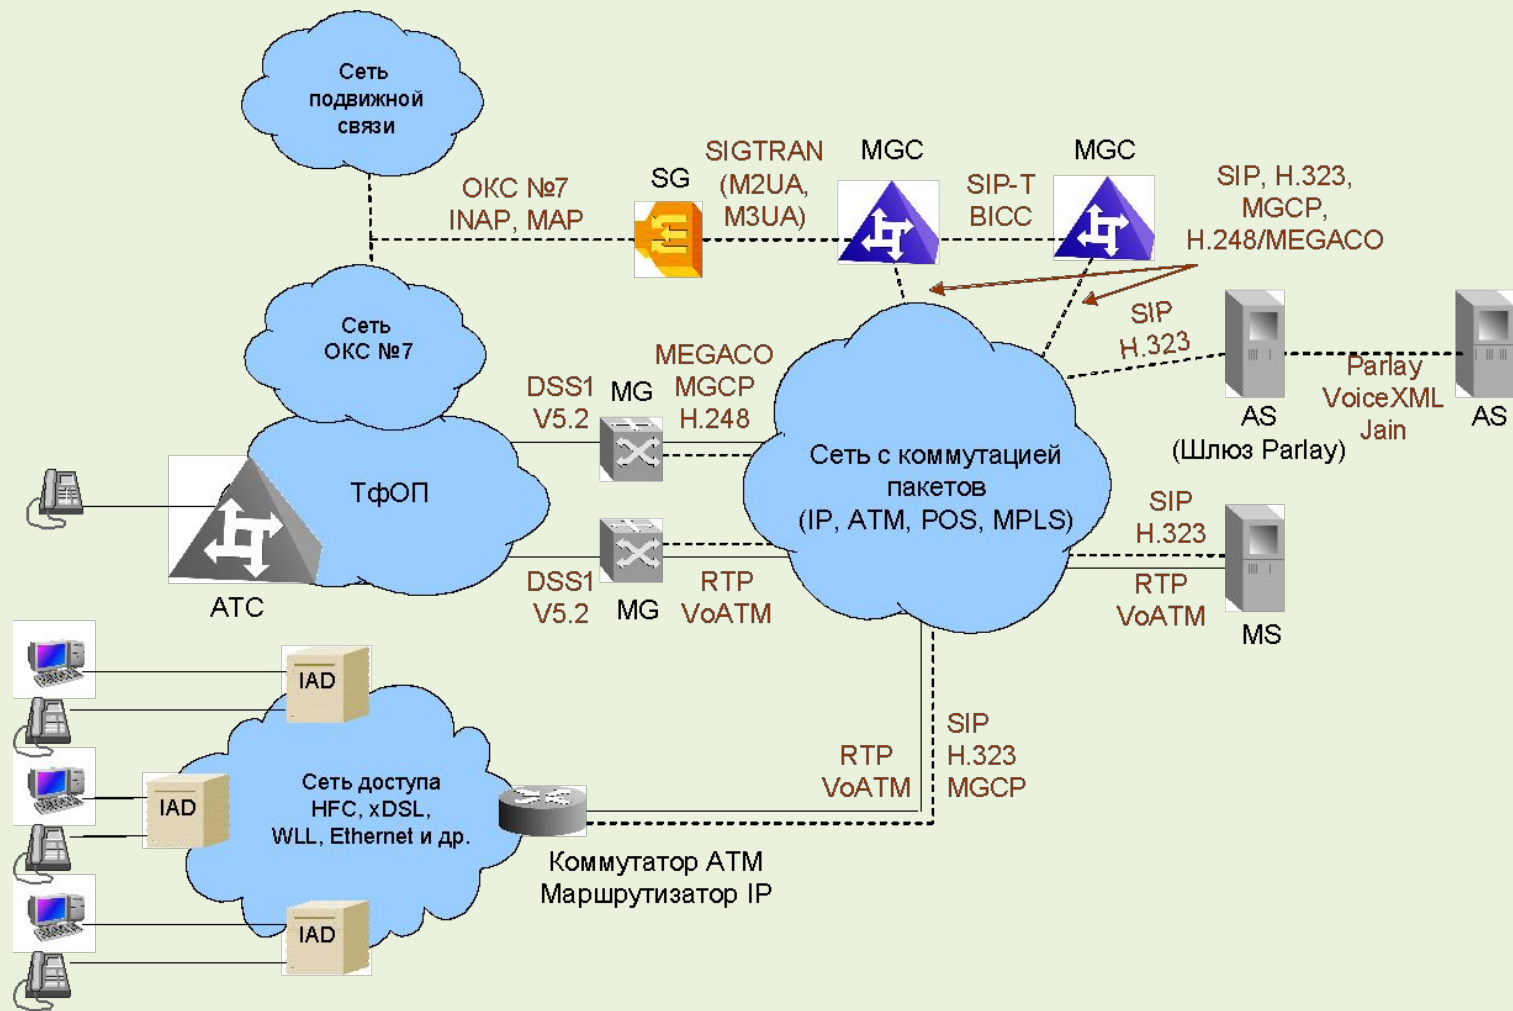 Сеть
подвижной
связи
ОКС №7
INAP, MAP
SG
SIGTRAN
(M2UA,
M3UA)
MGC
SIP-T
BICC
MGC
SIP, H.323,
MGCP,
H.248/MEGACO
Сеть
ОКС №7
DSS1
V5.2
MG
MEGACO
MGCP
H.248
SIP
H.323
AS
(Шлюз Parlay)
Parlay
VoiceXML
Jain
AS
ТфОП
АТС
Сеть с коммутацией
пакетов
(IP, ATM, POS, MPLS)
DSS1
V5.2
MG
RTP
VoATM
SIP
H.323
RTP
VoATM
MS
IAD
IAD
IAD
Сеть доступа
HFC, xDSL,
WLL, Ethernet и др.
RTP
VoATM
SIP
H.323
MGCP
Коммутатор ATM
Маршрутизатор IP